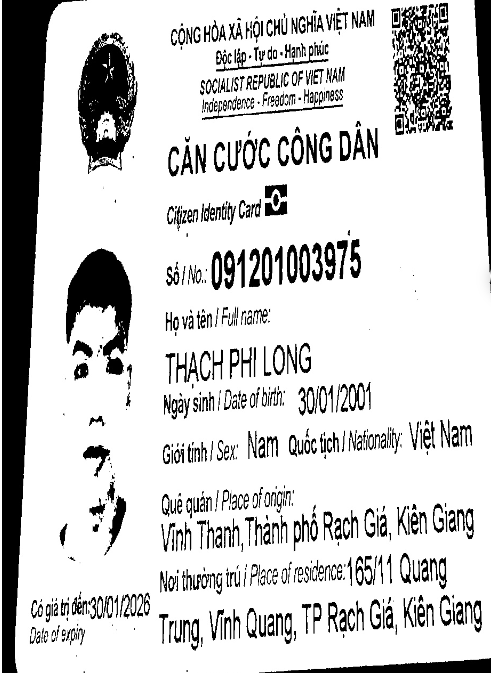 CỘNG HÒA XÃ HỘI CHỦ NGHĨA VIỆT NAM
Độc lập - Tự do - Hạnh phúc
SOCIALIST REPUBLIC OF VIET NAM
Independence - Freedom - Happiness
CĂN CƯỚC CÔNG DÂN
Citizen Identity Card
Số / No.: 091201003975
Họ và tên / Full name:
THẠCH PHI LONG
Ngày sinh / Date of birth: 30/01/2001
Giới tính / Sex: Nam Quốc tịch / Nationality: Việt Nam
Quê quán / Place of origin:
Vĩnh Thanh,Thành phố Rạch Giá, Kiên Giang
Nơi thường trú / Place of residence:165/11 Quang
Trung, Vĩnh Quang, TP Rạch Giá, Kiên Giang
Có giá trị đến:30/01/2026
Date of expiry